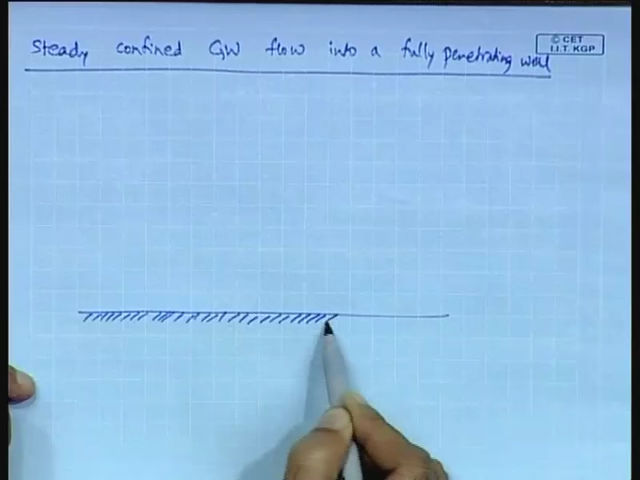 Steady confined GW flow into a fully penetrating well
© CET
I.I.T. KGP